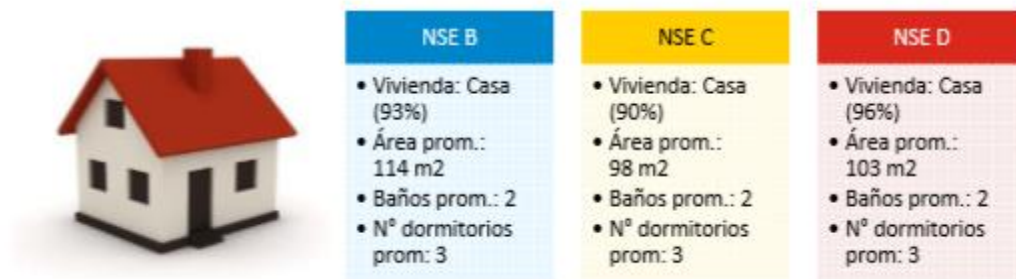 NSE B
• Vivienda: Casa
(93%)
• Área prom.:
114 m2
• Baños prom.: 2
• N° dormitorios
prom: 3
NSE C
• Vivienda: Casa
(90%)
• Área prom.:
98 m2
• Baños prom.: 2
• N° dormitorios
prom: 3
NSE D
• Vivienda: Casa
(96%)
• Área prom.:
103 m2
• Baños prom.: 2
• N° dormitorios
prom: 3